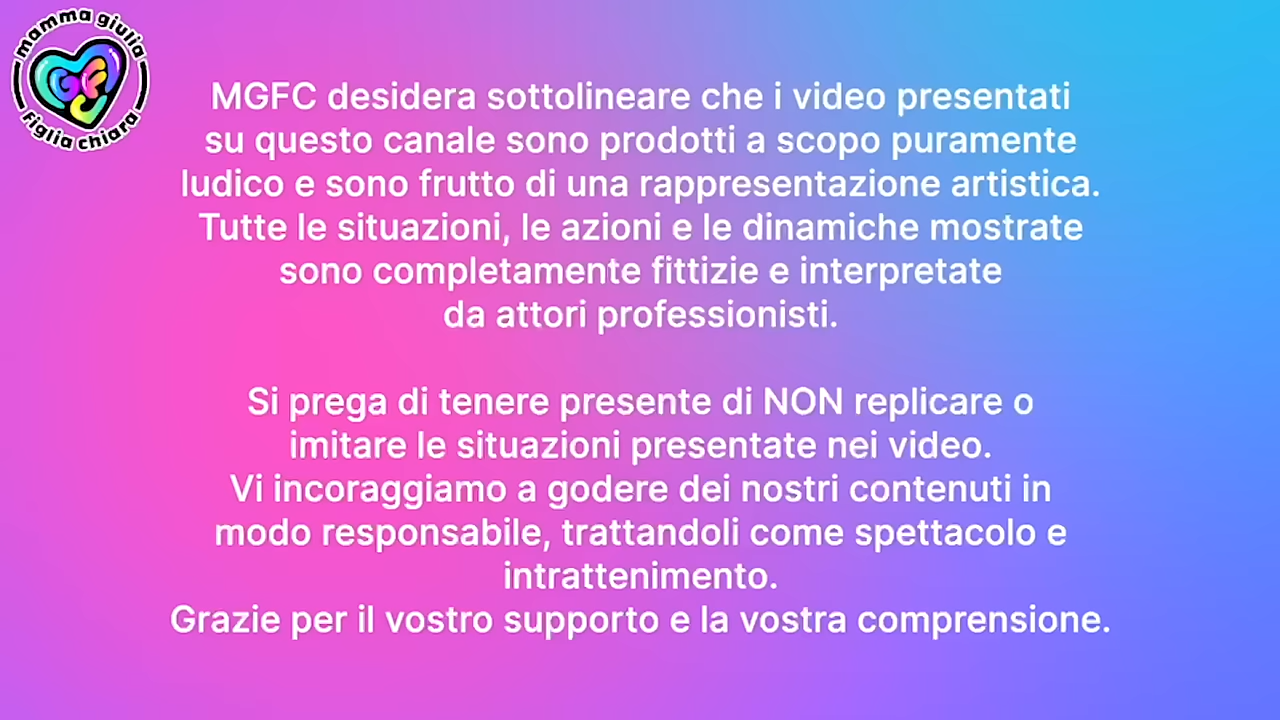 mamma giulia
GFC
figlia chiara
MGFC desidera sottolineare che i video presentati
su questo canale sono prodotti a scopo puramente
ludico e sono frutto di una rappresentazione artistica.
Tutte le situazioni, le azioni e le dinamiche mostrate
sono completamente fittizie e interpretate
da attori professionisti.
Si prega di tenere presente di NON replicare o
imitare le situazioni presentate nei video.
Vi incoraggiamo a godere dei nostri contenuti in
modo responsabile, trattandoli come spettacolo e
intrattenimento.
Grazie per il vostro supporto e la vostra comprensione.